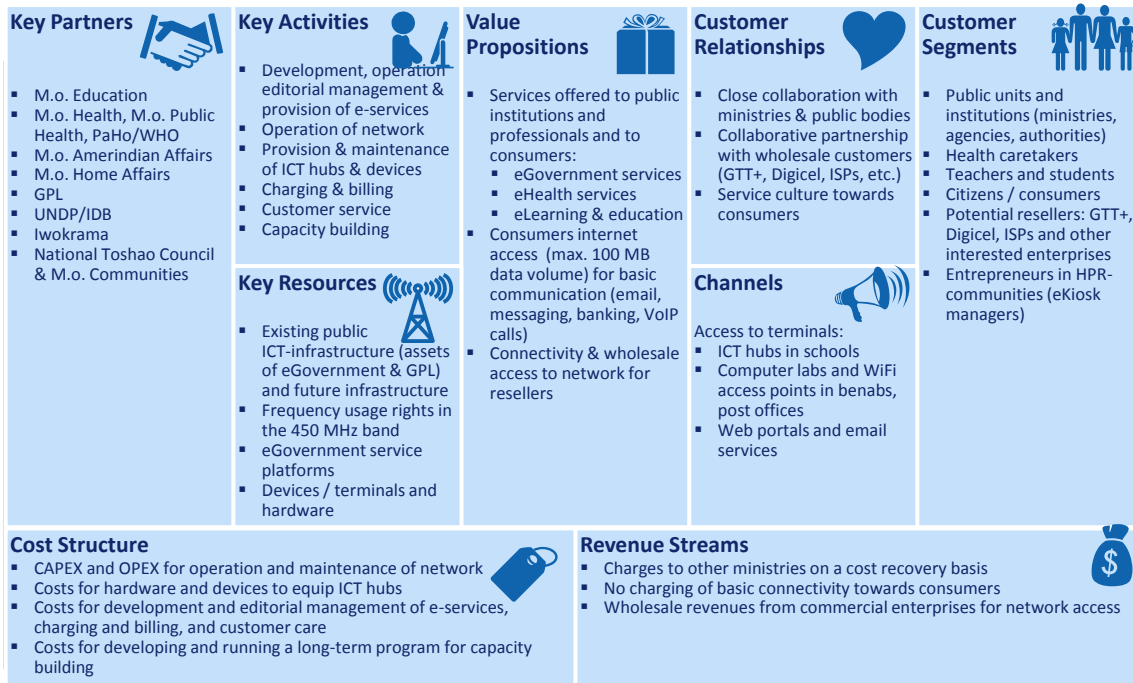 Key Partners
▪ M.o. Education
▪ M.o. Health, M.o. Public
Health, PaHo/WHO
▪ M.o. Amerindian Affairs
▪ M.o. Home Affairs
▪ GPL
▪ UNDP/IDB
▪ Iwokrama
▪ National Toshao Council
& M.o. Communities
Key Activities
▪ Development, operation
editorial management &
provision of e-services
▪ Operation of network
▪ Provision & maintenance
of ICT hubs & devices
▪ Charging & billing
▪ Customer service
▪ Capacity building
Key Resources
▪ Existing public
ICT-infrastructure (assets
of eGovernment & GPL)
and future infrastructure
▪ Frequency usage rights in
the 450 MHz band
▪ eGovernment service
platforms
▪ Devices / terminals and
hardware
Value
Propositions
▪ Services offered to public
institutions and
professionals and to
consumers:
▪ eGovernment services
▪ eHealth services
▪ eLearning & education
▪ Consumers internet
access (max. 100 MB
data volume) for basic
communication (email,
messaging, banking, VoIP
calls)
▪ Connectivity & wholesale
access to network for
resellers
Customer
Relationships
▪ Close collaboration with
ministries & public bodies
▪ Collaborative partnership
with wholesale customers
(GTT+, Digicel, ISPs, etc.)
▪ Service culture towards
consumers
Channels
Access to terminals:
▪ ICT hubs in schools
▪ Computer labs and WiFi
access points in benabs,
post offices
▪ Web portals and email
services
Customer
Segments
▪ Public units and
institutions (ministries,
agencies, authorities)
▪ Health caretakers
▪ Teachers and students
▪ Citizens / consumers
▪ Potential resellers: GTT+,
Digicel, ISPs and other
interested enterprises
▪ Entrepreneurs in HPR-
communities (eKiosk
managers)
Cost Structure
▪ CAPEX and OPEX for operation and maintenance of network
▪ Costs for hardware and devices to equip ICT hubs
▪ Costs for development and editorial management of e-services,
charging and billing, and customer care
▪ Costs for developing and running a long-term program for capacity
building
Revenue Streams
▪ Charges to other ministries on a cost recovery basis
▪ No charging of basic connectivity towards consumers
▪ Wholesale revenues from commercial enterprises for network access
$